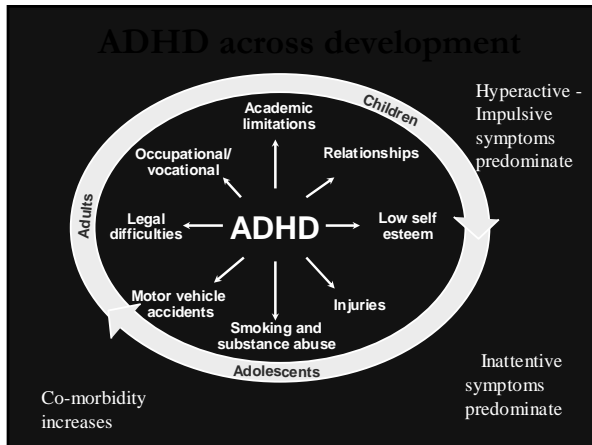 ADHD across development
Children
Hyperactive -
Impulsive
symptoms
predominate
Academic
limitations
Occupational/
vocational
Relationships
Adults
Legal
difficulties
ADHD
Low self
esteem
Motor vehicle
accidents
Injuries
Smoking and
substance abuse
Adolescents
Inattentive
symptoms
predominate
Co-morbidity
increases